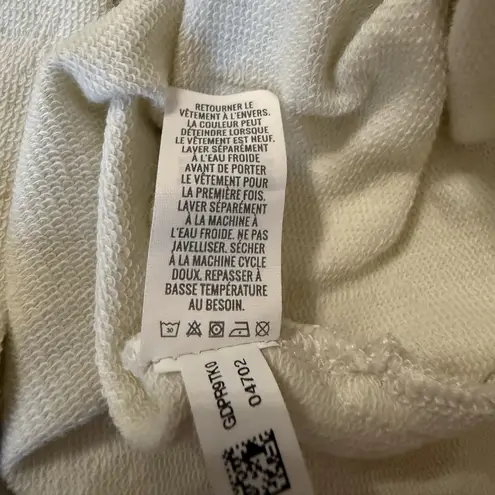 RETOURNER LE
VÊTEMENT À L'ENVERS.
LA COULEUR PEUT
DÉTEINDRE LORSQUE
LE VÊTEMENT EST NEUF.
LAVER SÉPARÉMENT
À L'EAU FROIDE
AVANT DE PORTER
LE VÊTEMENT POUR
LA PREMIÈRE FOIS.
LAVER SÉPARÉMENT
À LA MACHINE À
L'EAU FROIDE. NE PAS
JAVELLISER. SÉCHER
À LA MACHINE CYCLE
DOUX. REPASSER À
BASSE TEMPÉRATURE
AU BESOIN.
30
GDPR9TK0
04702